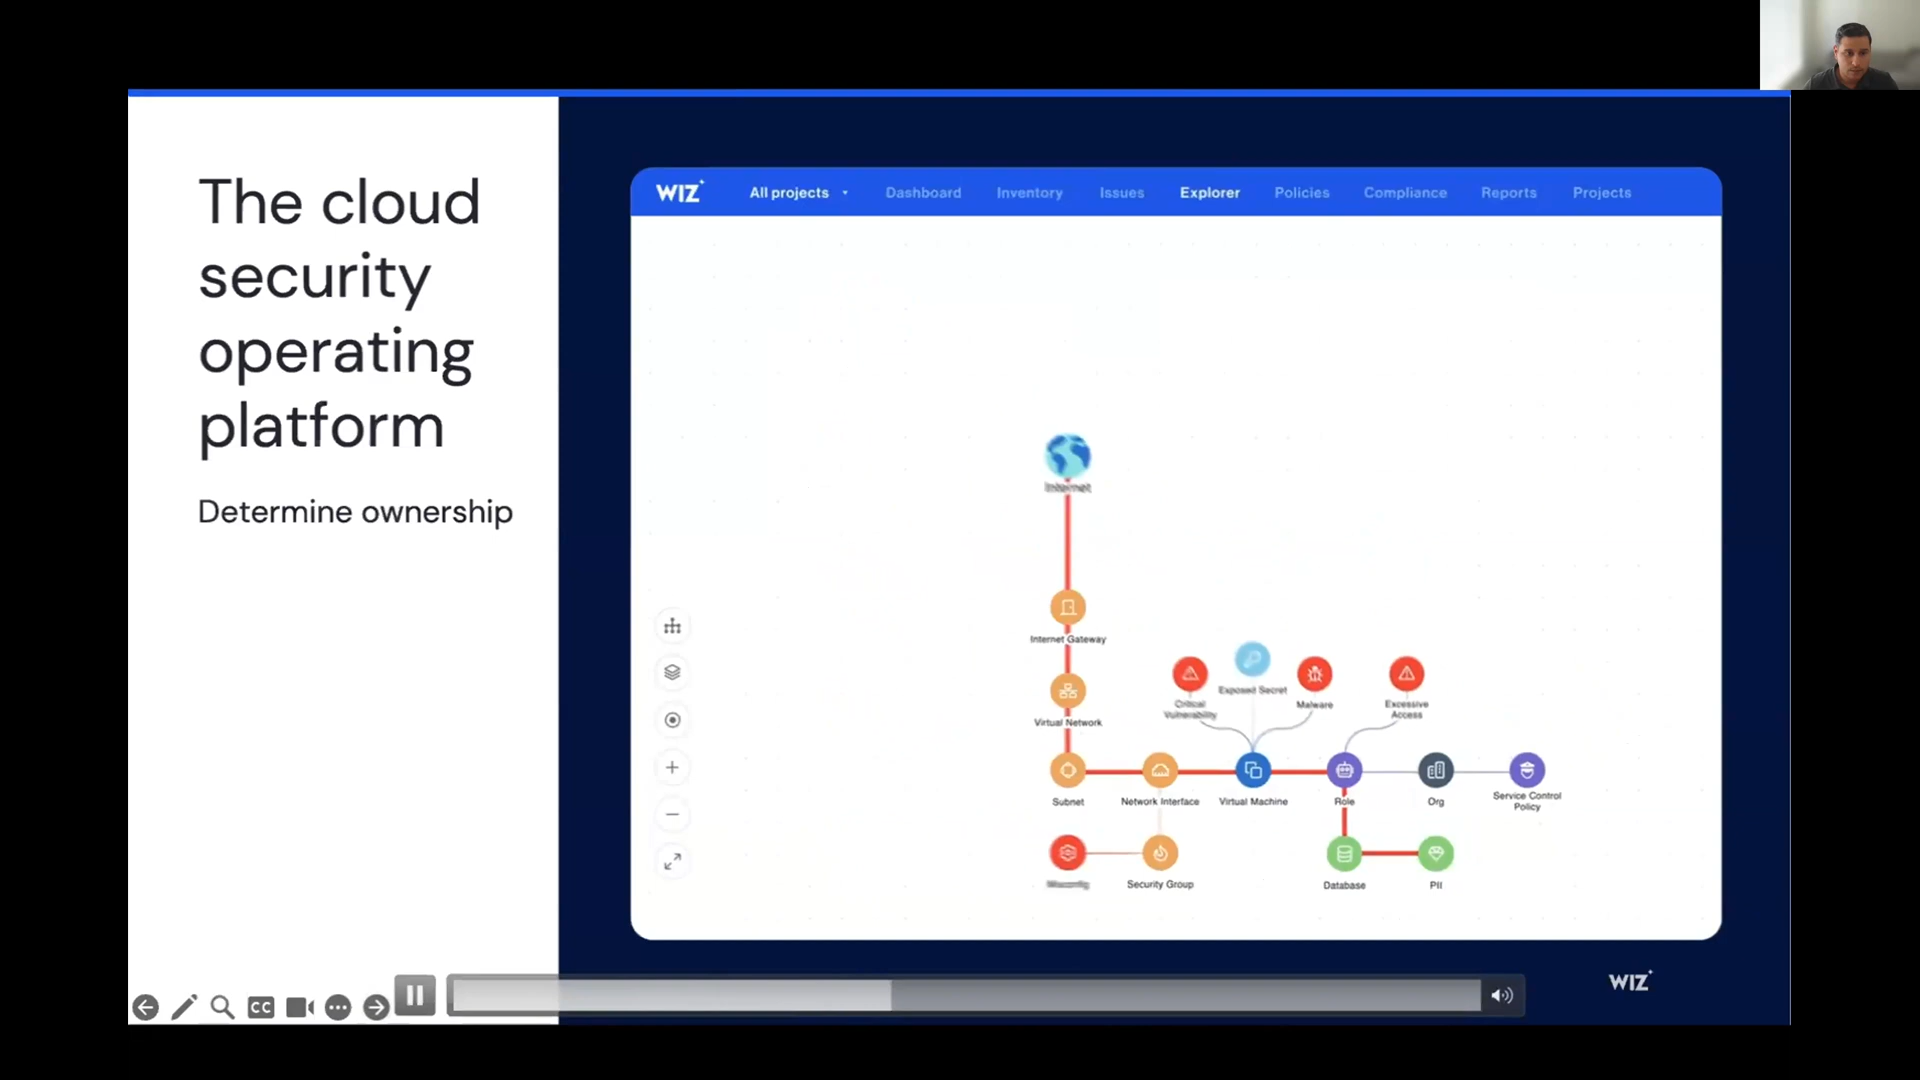 The cloud
security
operating
platform
Determine ownership
WIZ
All projects Dashboard Inventory Issues Explorer Policies Compliance Reports Projects
Internet
Internet Gateway
Virtual Network
Critical
Vulnerability
Exposed Secret
Malware
Excessive
Access
Subnet
Network Interface
Virtual Machine
Role
Org
Service Control
Policy
Misconfig
Security Group
Database
PII
CC
WIZ